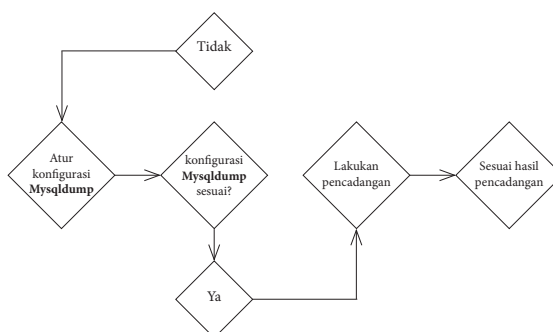 Tidak
Atur
konfigurasi
Mysqldump
konfigurasi
Mysqldump
sesuai?
Ya
Lakukan
pencadangan
Sesuai hasil
pencadangan